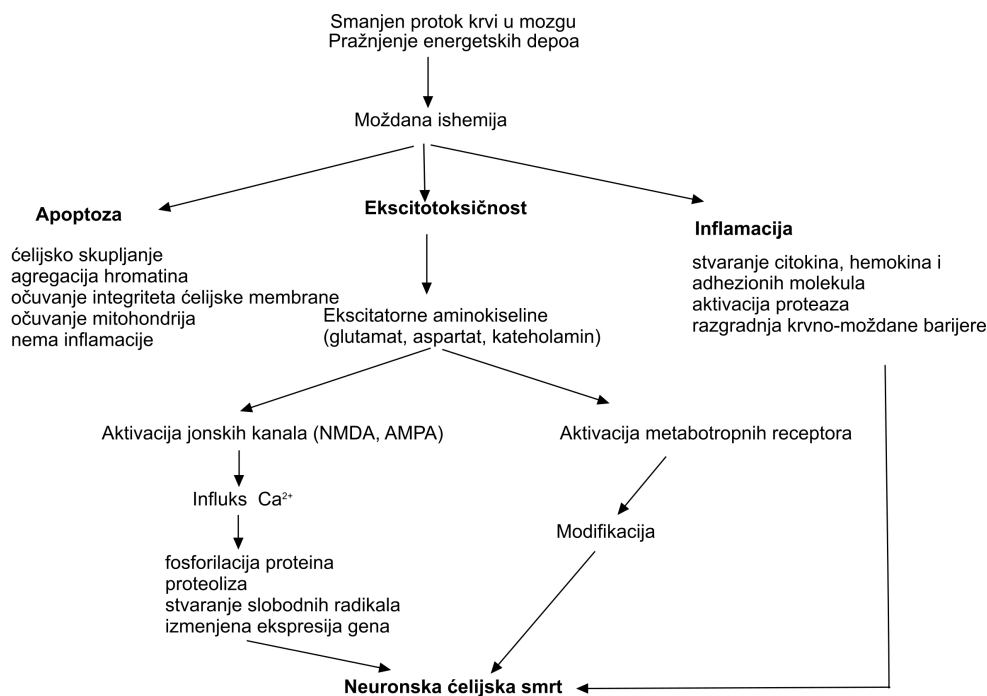 Smanjen protok krvi u mozgu
Pražnjenje energetskih depoa
Moždana ishemija
Apoptoza
ćelijsko skupljanje
agregacija hromatina
očuvanje integriteta ćelijske membrane
očuvanje mitohondrija
nema inflamacije
Ekscitotoksičnost
Inflamacija
stvaranje citokina, hemokina i
adhezionih molekula
aktivacija proteaza
razgradnja krvno-moždane barijere
Ekscitatorne aminokiseline
(glutamat, aspartat, kateholamin)
Aktivacija jonskih kanala (NMDA, AMPA)
Aktivacija metabotropnih receptora
Influks Ca²⁺
Modifikacija
fosforilacija proteina
proteoliza
stvaranje slobodnih radikala
izmenjena ekspresija gena
Neuronska ćelijska smrt